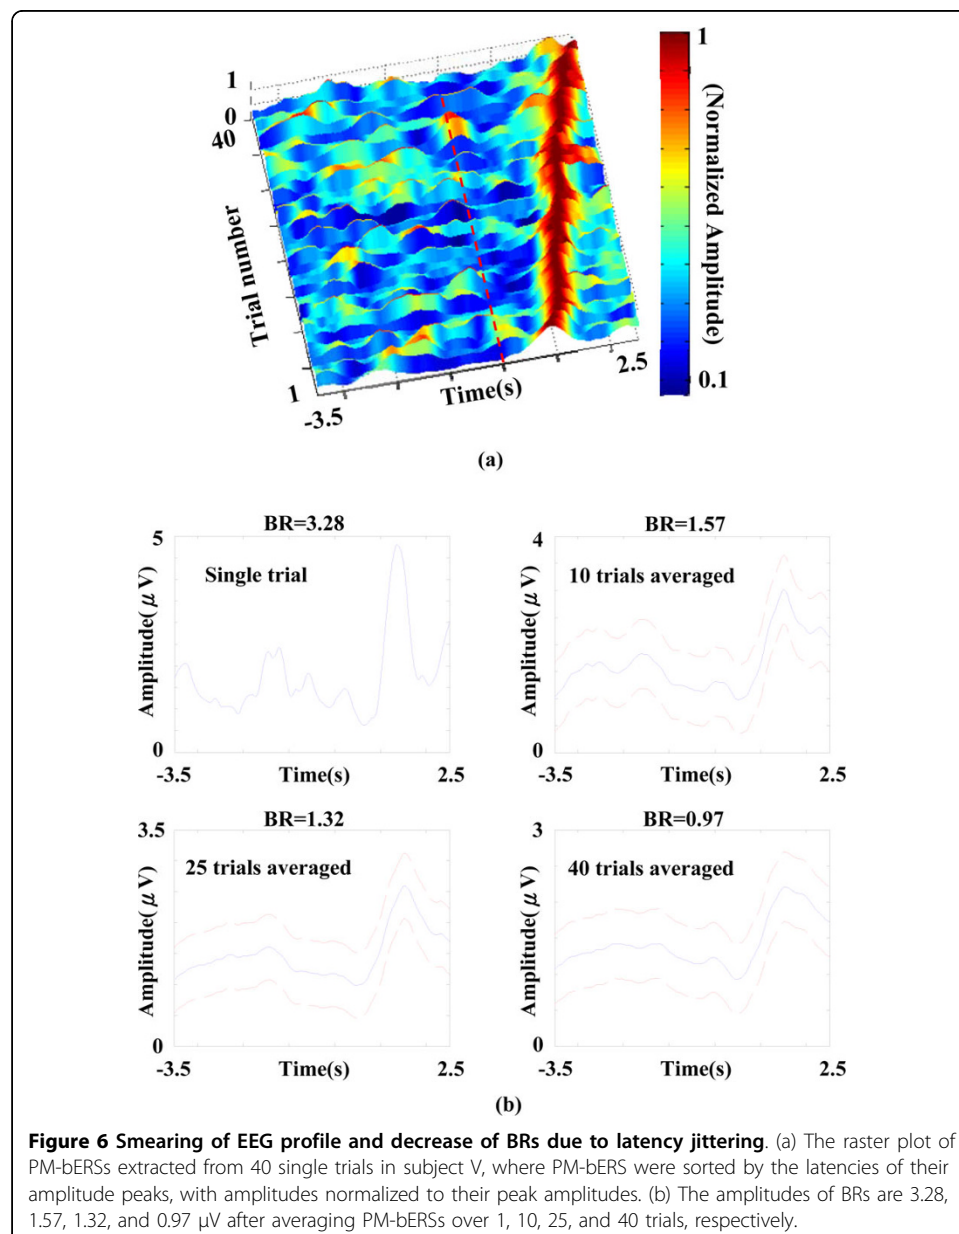 1
0
40
Trial number
1
-3.5
Time(s)
2.5
1
(Normalized Amplitude)
0.1
(a)
BR=3.28
5
Single trial
Amplitude(μV)
0
-3.5
Time(s)
2.5
BR=1.57
4
10 trials averaged
Amplitude(μV)
0
-3.5
Time(s)
2.5
BR=1.32
3.5
25 trials averaged
Amplitude(μV)
0
-3.5
Time(s)
2.5
BR=0.97
3
40 trials averaged
Amplitude(μV)
0
-3.5
Time(s)
2.5
(b)
Figure 6 Smearing of EEG profile and decrease of BRs due to latency jittering. (a) The raster plot of
PM-bERSs extracted from 40 single trials in subject V, where PM-bERS were sorted by the latencies of their
amplitude peaks, with amplitudes normalized to their peak amplitudes. (b) The amplitudes of BRs are 3.28,
1.57, 1.32, and 0.97 μV after averaging PM-bERSs over 1, 10, 25, and 40 trials, respectively.